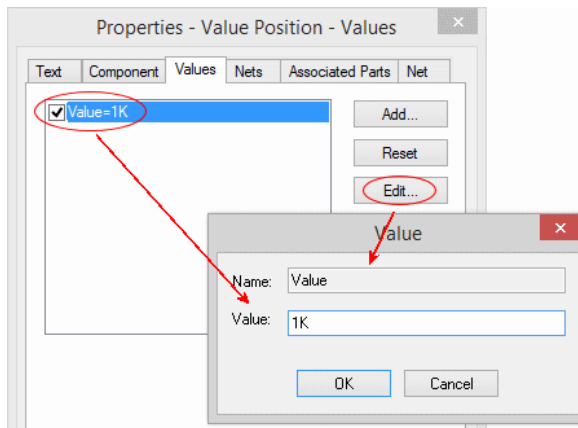 Properties - Value Position - Values
Text Component Values Nets Associated Parts Net
Value=1K
Add...
Reset
Edit...
Value
Name: Value
Value: 1K
OK Cancel